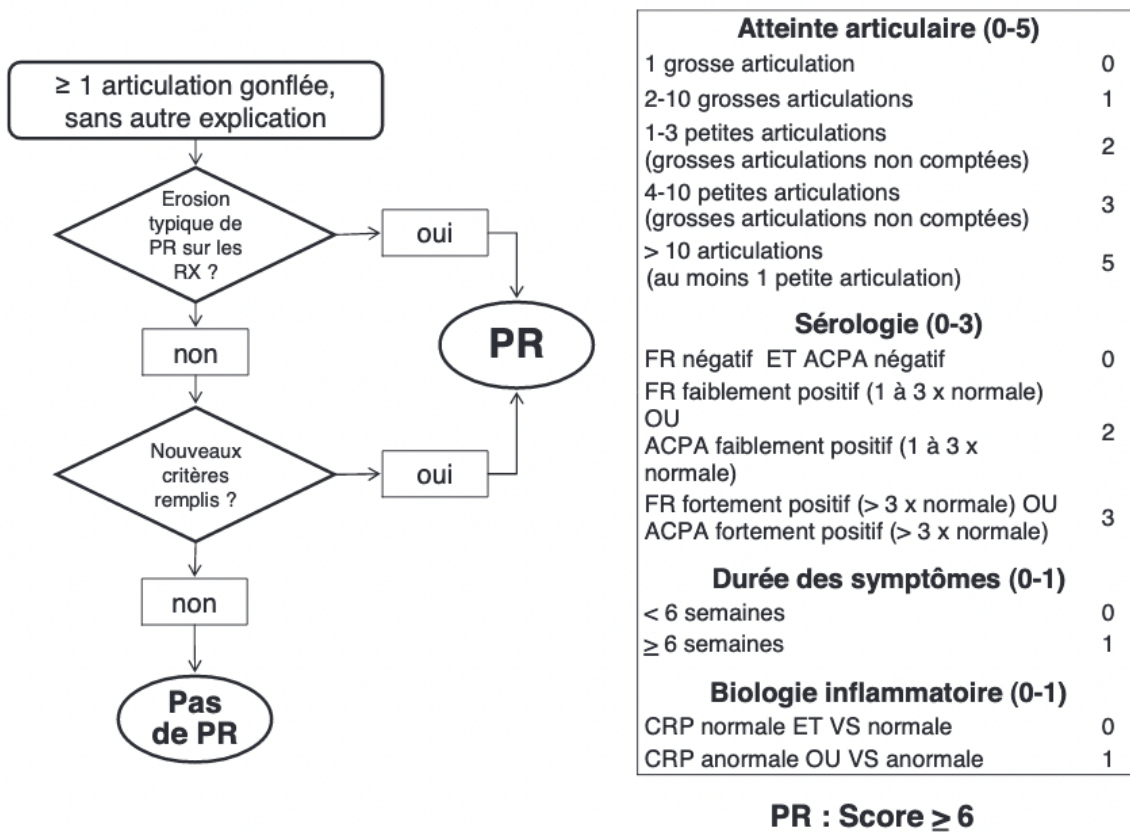 ≥ 1 articulation gonflée,
sans autre explication
Erosion
typique de
PR sur les
RX ?
oui
PR
non
Nouveaux
critères
remplis ?
oui
non
Pas
de PR
Atteinte articulaire (0-5)
1 grosse articulation 0
2-10 grosses articulations 1
1-3 petites articulations
(grosses articulations non comptées) 2
4-10 petites articulations
(grosses articulations non comptées) 3
> 10 articulations
(au moins 1 petite articulation) 5
Sérologie (0-3)
FR négatif ET ACPA négatif 0
FR faiblement positif (1 à 3 x normale)
OU
ACPA faiblement positif (1 à 3 x 2
normale)
FR fortement positif (> 3 x normale) OU
ACPA fortement positif (> 3 x normale) 3
Durée des symptômes (0-1)
< 6 semaines 0
≥ 6 semaines 1
Biologie inflammatoire (0-1)
CRP normale ET VS normale 0
CRP anormale OU VS anormale 1
PR : Score ≥ 6